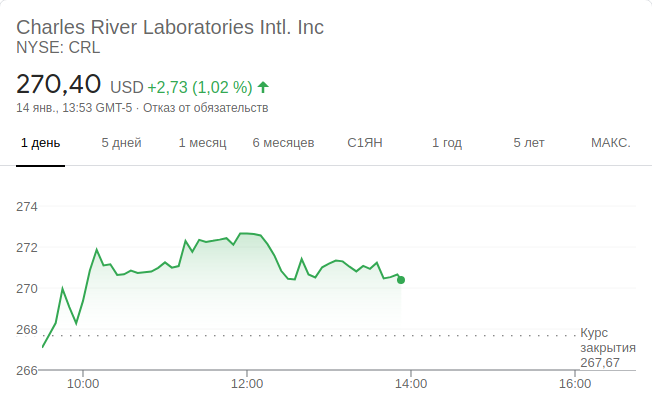 Charles River Laboratories Intl. Inc
NYSE: CRL
270,40 USD +2,73 (1,02 %)
14 янв., 13:53 GMT-5 · Отказ от обязательств
1 день 5 дней 1 месяц 6 месяцев С1ЯН 1 год 5 лет МАКС.
274
272
270
268
266
Курс
закрытия
267,67
10:00 12:00 14:00 16:00